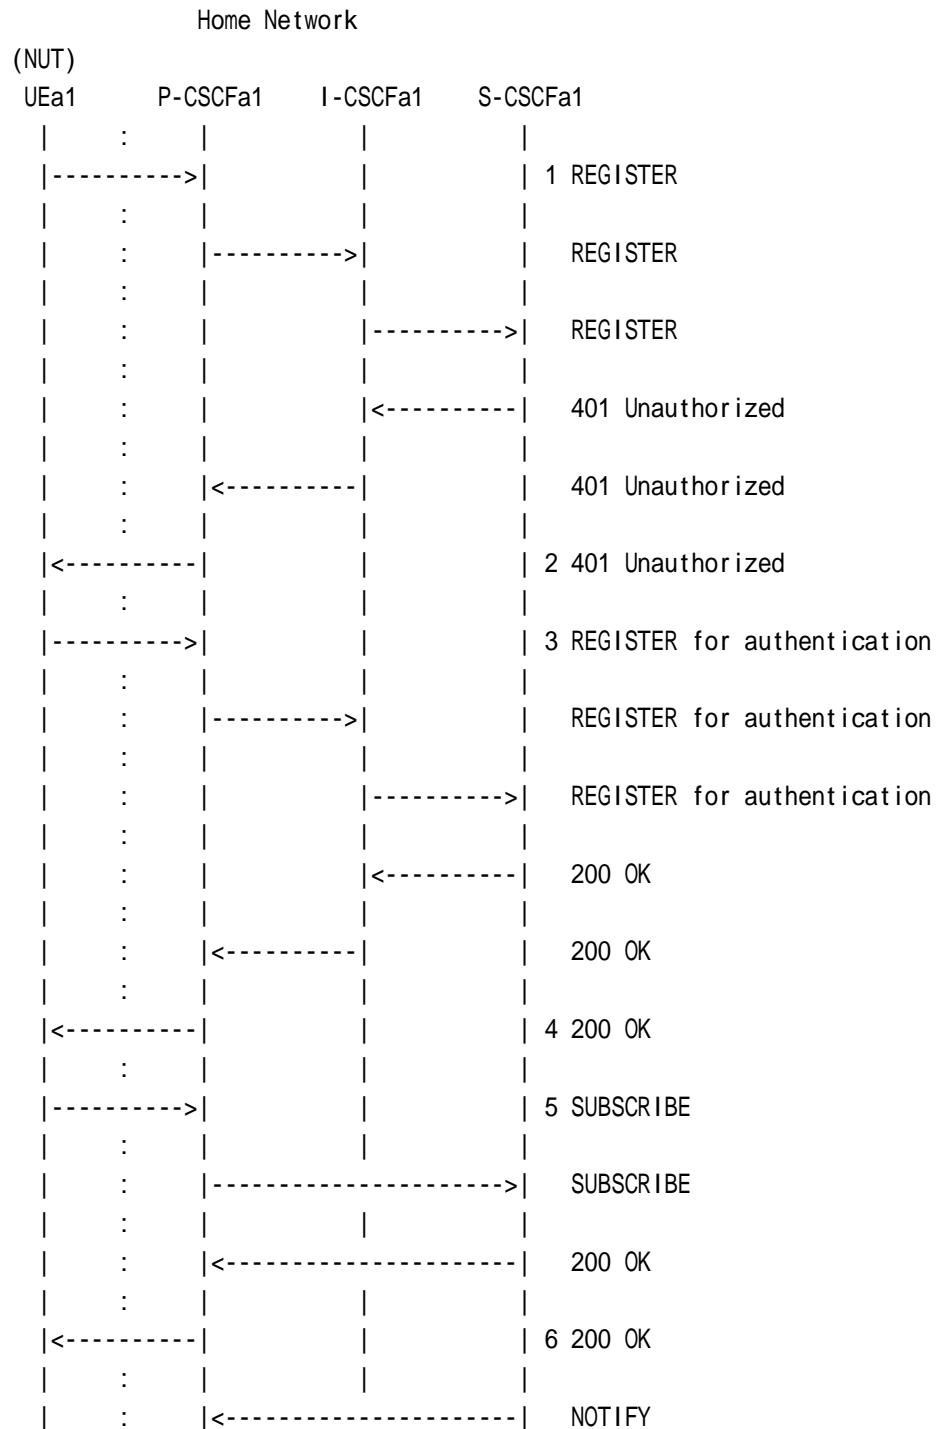 Home Network
(NUT)
UEa1 P-CSCFa1 I-CSCFa1 S-CSCFa1
| : | | |
|---------->| | | 1 REGISTER
| : | | |
| : |---------->| | REGISTER
| : | | |
| : | |---------->| REGISTER
| : | | |
| : | |<----------| 401 Unauthorized
| : | | |
| : |<----------| | 401 Unauthorized
| : | | |
|<----------| | | 2 401 Unauthorized
| : | | |
|---------->| | | 3 REGISTER for authentication
| : | | |
| : |---------->| | REGISTER for authentication
| : | | |
| : | |---------->| REGISTER for authentication
| : | | |
| : | |<----------| 200 OK
| : | | |
| : |<----------| | 200 OK
| : | | |
|<----------| | | 4 200 OK
| : | | |
|---------->| | | 5 SUBSCRIBE
| : | | |
| : |---------------------->| SUBSCRIBE
| : | | |
| : |<----------------------| 200 OK
| : | | |
|<----------| | | 6 200 OK
| : | | |
| : |<----------------------| NOTIFY